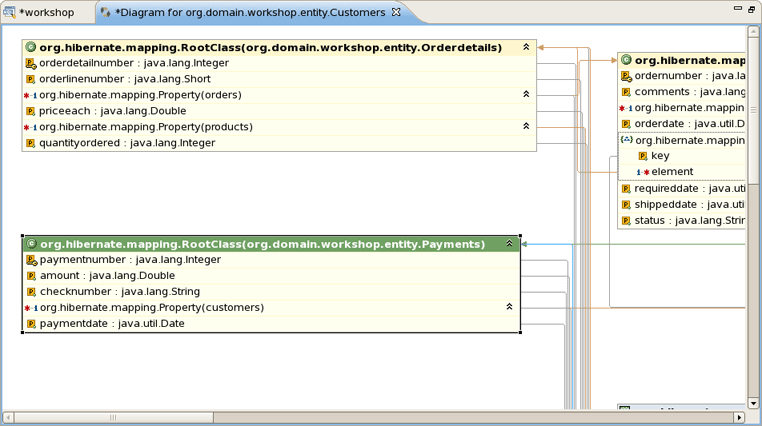 *workshop
*Diagram for org.domain.workshop.entity.Customers
org.hibernate.mapping.RootClass(org.domain.workshop.entity.Orderdetails)
orderdetailnumber : java.lang.Integer
orderlinenumber : java.lang.Short
org.hibernate.mapping.Property(orders)
priceeach : java.lang.Double
org.hibernate.mapping.Property(products)
quantityordered : java.lang.Integer
org.hibernate.map
ordernumber : java.la
comments : java.lang
org.hibernate.mappin
orderdate : java.util.D
org.hibernate.mappin
key
element
requireddate : java.uti
shippeddate : java.uti
status : java.lang.Strin
org.hibernate.mapping.RootClass(org.domain.workshop.entity.Payments)
paymentnumber : java.lang.Integer
amount : java.lang.Double
checknumber : java.lang.String
org.hibernate.mapping.Property(customers)
paymentdate : java.util.Date